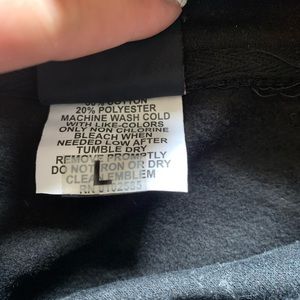 COTTON
20% POLYESTER
MACHINE WASH COLD
WITH LIKE-COLORS
ONLY NON CHLORINE
BLEACH WHEN
NEEDED LOW AFTER
TUMBLE DRY
REMOVE PROMPTLY
DO NOT IRON OR DRY
CLEAN EMBLEM
RN
L